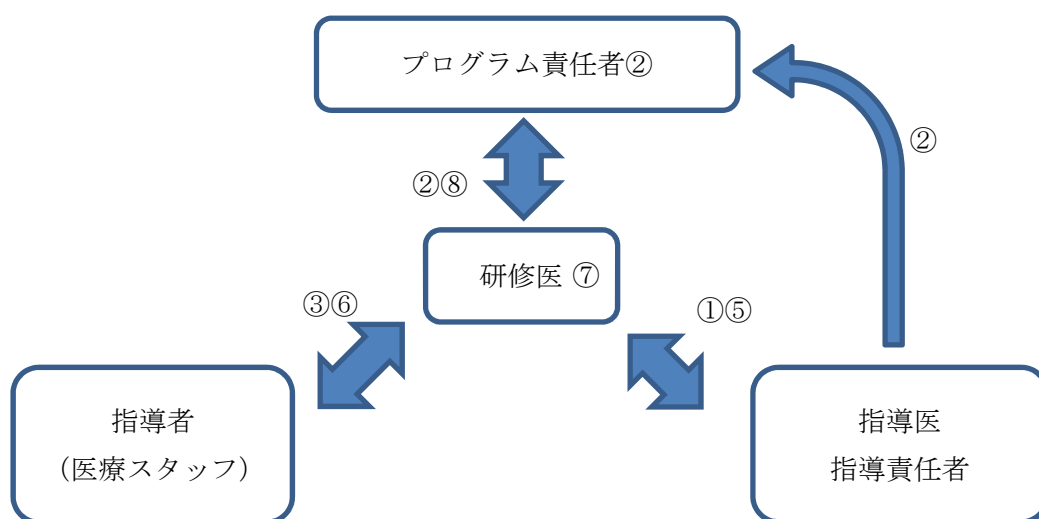 プログラム責任者②
②
②⑧
研修医 ⑦
③⑥
①⑤
指導者
（医療スタッフ）
指導医
指導責任者